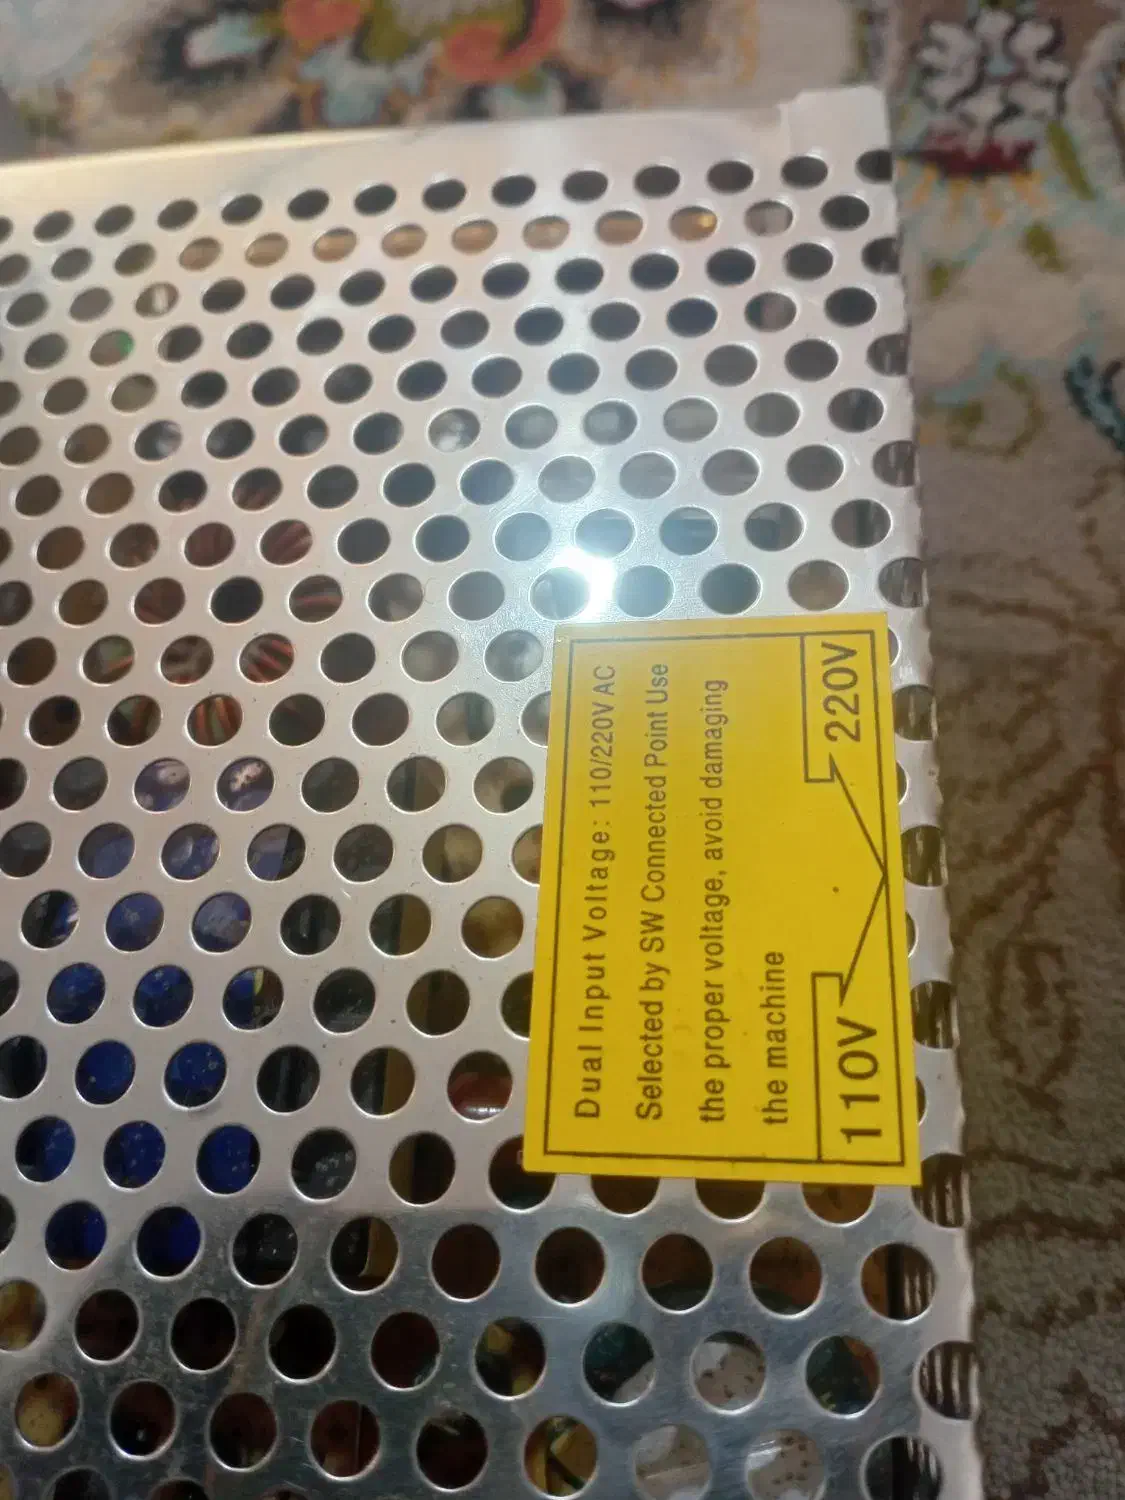 Dual Input Voltage: 110/220V AC
Selected by SW Connected Point Use
the proper voltage, avoid damaging
the machine
110V
220V